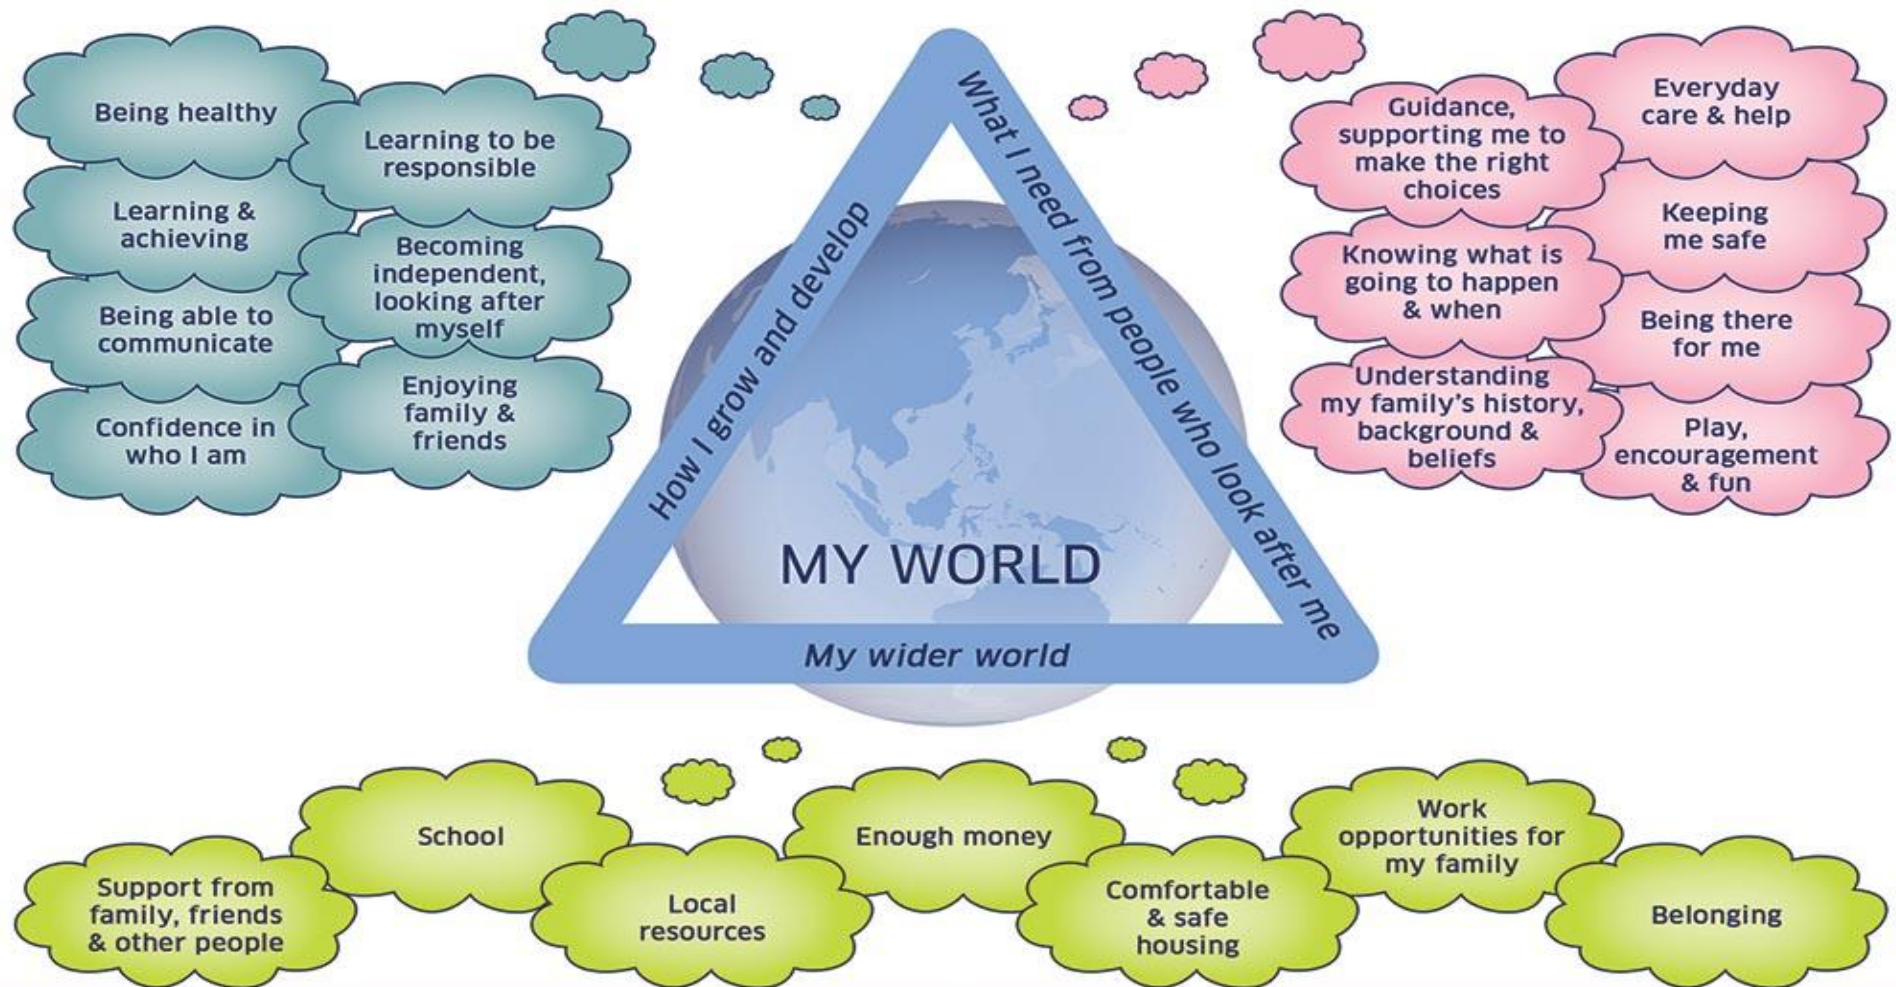 Being healthy
Learning to be
responsible
Learning &
achieving
Becoming
independent,
looking after
myself
Being able to
communicate
Enjoying
family &
friends
Confidence in
who I am
How I grow and develop
What I need from people who look after me
MY WORLD
My wider world
Guidance,
supporting me to
make the right
choices
Everyday
care & help
Knowing what is
going to happen
& when
Keeping
me safe
Being there
for me
Understanding
my family's history,
background &
beliefs
Play,
encouragement
& fun
Support from
family, friends
& other people
School
Local
resources
Enough money
Comfortable
& safe
housing
Work
opportunities for
my family
Belonging